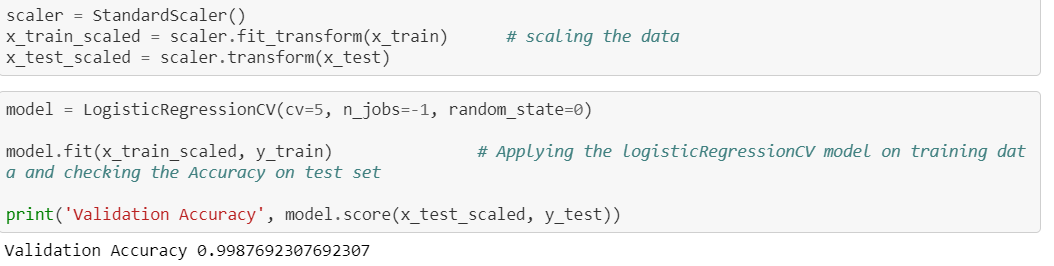 scaler = StandardScaler()
x_train_scaled = scaler.fit_transform(x_train)      # scaling the data
x_test_scaled = scaler.transform(x_test)
model = LogisticRegressionCV(cv=5, n_jobs=-1, random_state=0)
model.fit(x_train_scaled, y_train)               # Applying the logisticRegressionCV model on training dat
a and checking the Accuracy on test set
print('Validation Accuracy', model.score(x_test_scaled, y_test))
Validation Accuracy 0.9987692307692307